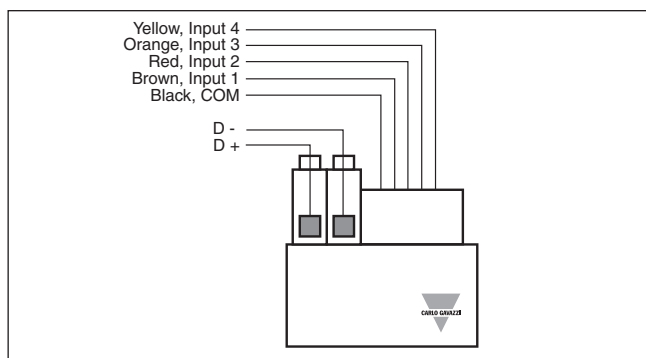 Yellow, Input 4
Orange, Input 3
Red, Input 2
Brown, Input 1
Black, COM
D -
D +
CARLO GAVAZZI